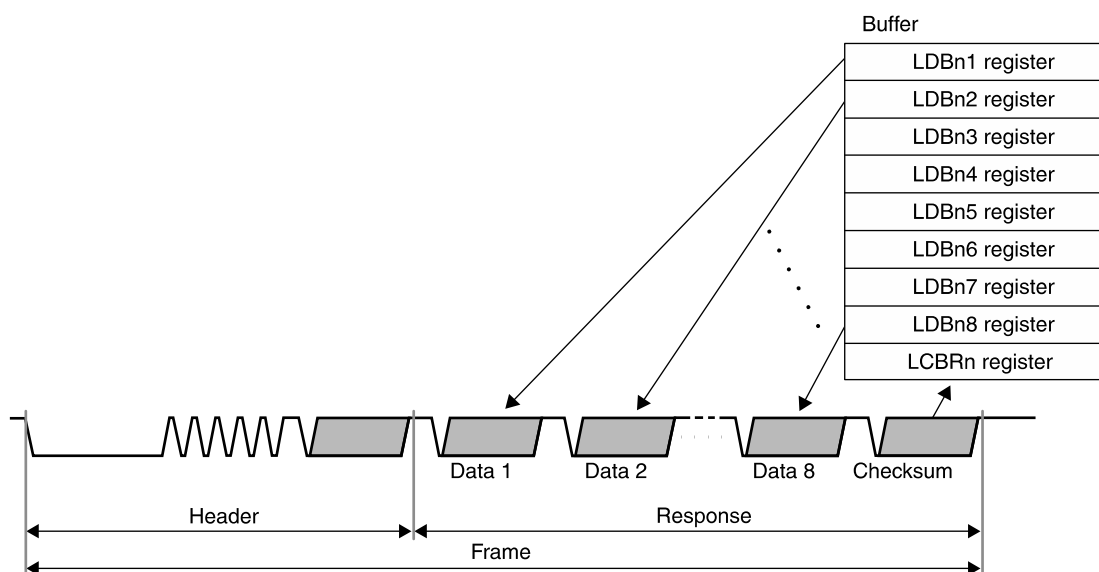 Buffer
LDBn1 register
LDBn2 register
LDBn3 register
LDBn4 register
LDBn5 register
LDBn6 register
LDBn7 register
LDBn8 register
LCBRn register
Data 1
Data 2
Data 8
Checksum
Header
Response
Frame